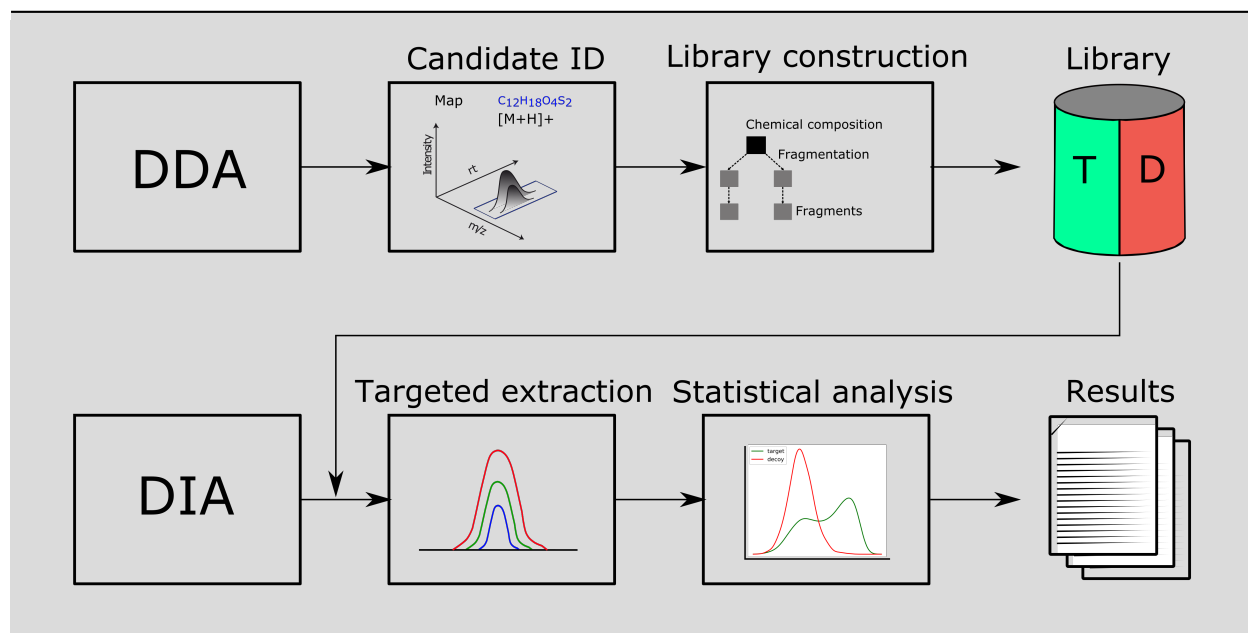 Candidate ID
Library construction
Library
DDA
Map
C12H18O4S2
[M+H]+
Intensity
rt
m/z
Chemical composition
Fragmentation
Fragments
T
D
Targeted extraction
Statistical analysis
Results
DIA
target
decoy